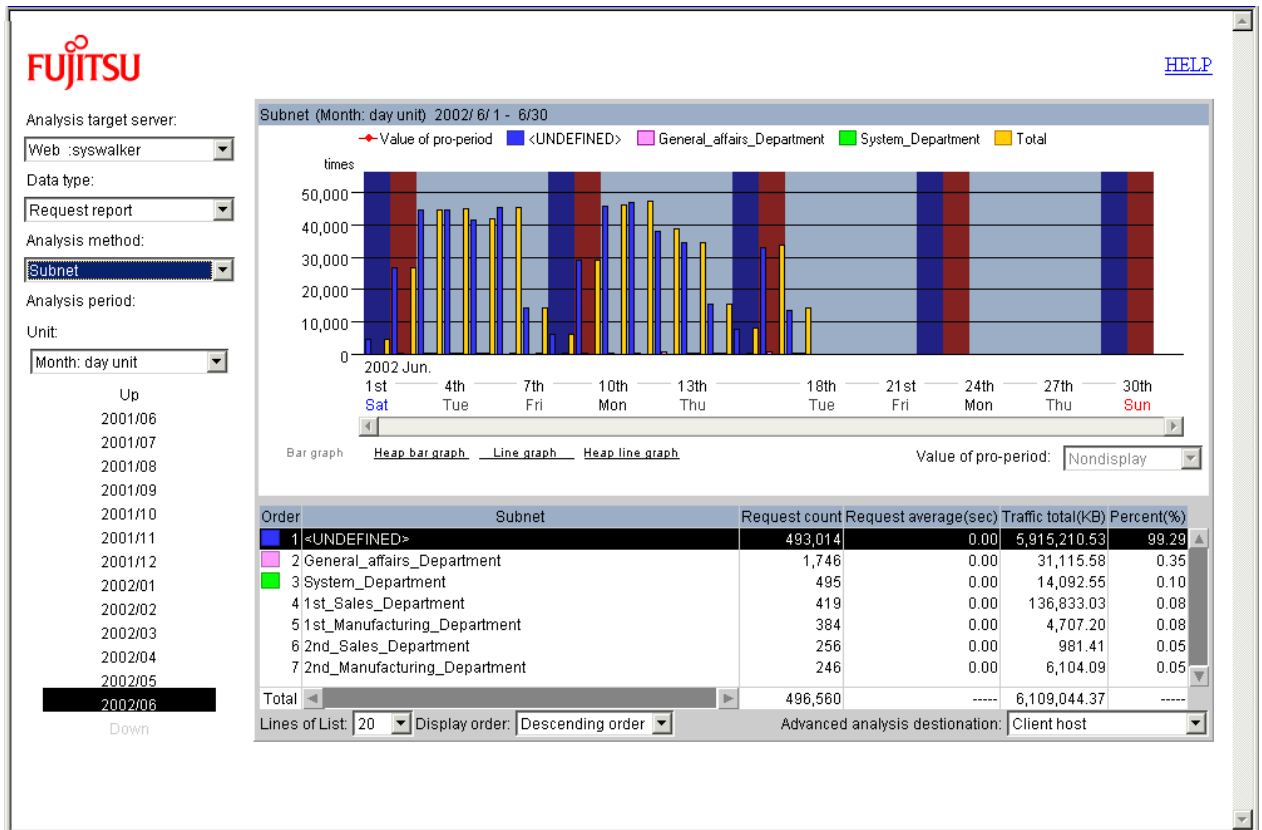 FUJITSU
HELP
Analysis target server:
Web :syswalker
Data type:
Request report
Analysis method:
Subnet
Analysis period:
Unit:
Month: day unit
Up
2001/06
2001/07
2001/08
2001/09
2001/10
2001/11
2001/12
2002/01
2002/02
2002/03
2002/04
2002/05
2002/06
Down
Subnet (Month: day unit) 2002/ 6/ 1 - 6/30
Value of pro-period <UNDEFINED> General_affairs_Department System_Department Total
times
50,000
40,000
30,000
20,000
10,000
0
2002 Jun.
1st 4th 7th 10th 13th 18th 21st 24th 27th 30th
Sat Tue Fri Mon Thu Tue Fri Mon Thu Sun
Bar graph Heap bar graph Line graph Heap line graph Value of pro-period: Nondisplay
Order Subnet Request count Request average(sec) Traffic total(KB) Percent(%)
1 <UNDEFINED> 493,014 0.00 5,915,210.53 99.29
2 General_affairs_Department 1,746 0.00 31,115.58 0.35
3 System_Department 495 0.00 14,092.55 0.10
4 1st_Sales_Department 419 0.00 136,833.03 0.08
5 1st_Manufacturing_Department 384 0.00 4,707.20 0.08
6 2nd_Sales_Department 256 0.00 981.41 0.05
7 2nd_Manufacturing_Department 246 0.00 6,104.09 0.05
Total 496,560 ----- 6,109,044.37 -----
Lines of List: 20 Display order: Descending order Advanced analysis destionation: Client host